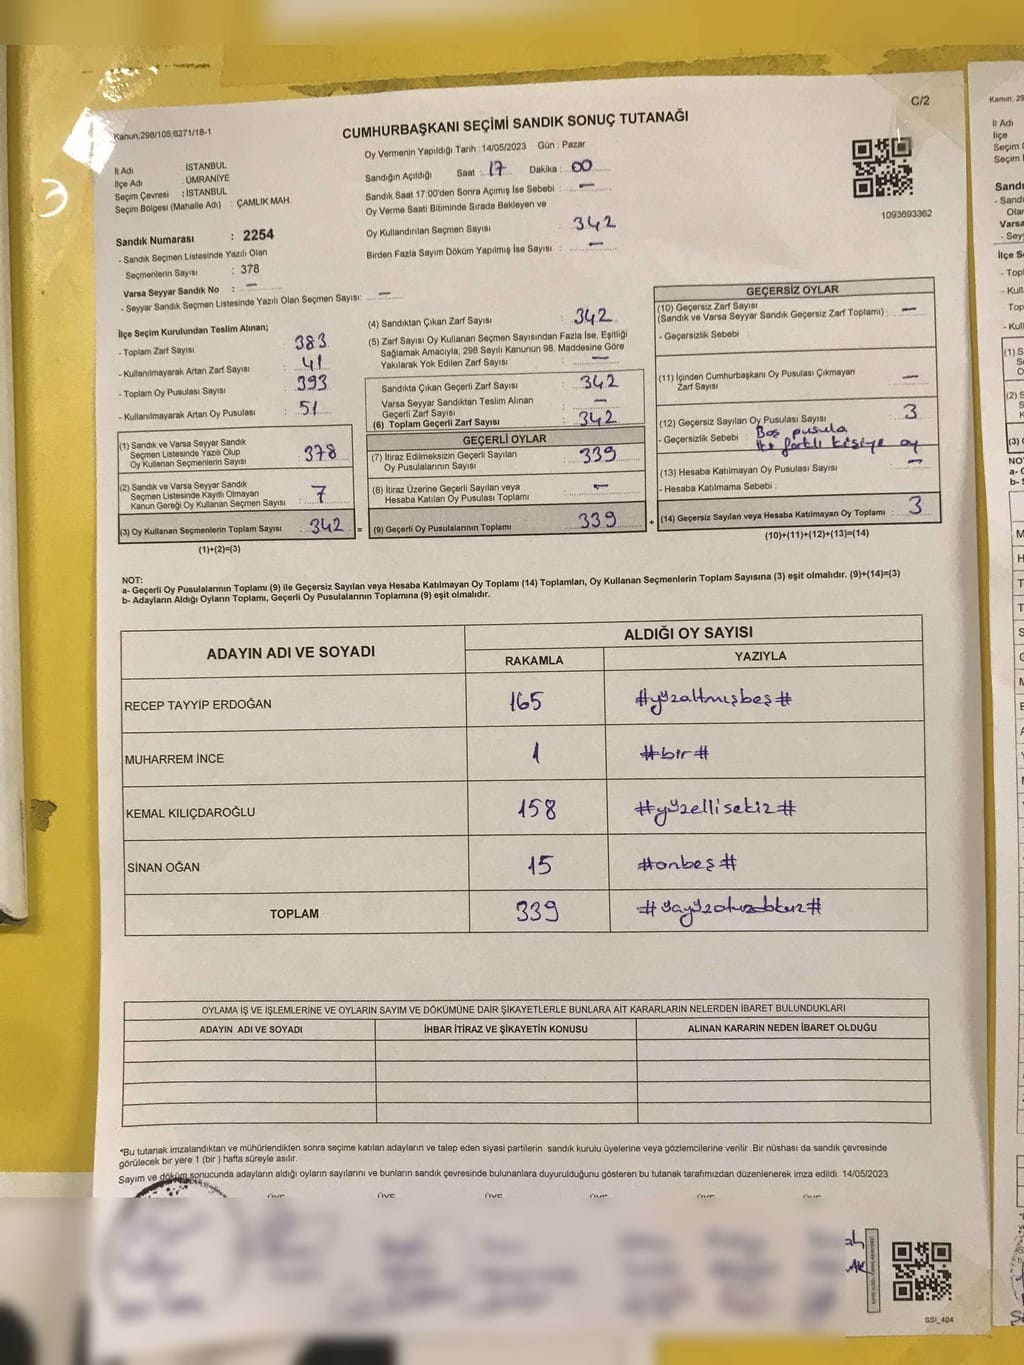 C/2
Kanun:298/105,6271/18-1
CUMHURBAŞKANI SEÇİMİ SANDIK SONUÇ TUTANAĞI
Oy Vermenin Yapıldığı Tarih : 14/05/2023 Gün : Pazar
İl Adı İSTANBUL
İlçe Adı : ÜMRANİYE
Seçim Çevresi : İSTANBUL
Seçim Bölgesi (Mahalle Adı) : ÇAMLIK MAH.
Sandık Numarası : 2254
- Sandık Seçmen Listesinde Yazılı Olan
Seçmenlerin Sayısı : 378
Varsa Seyyar Sandık No : —
- Seyyar Sandık Seçmen Listesinde Yazılı Olan Seçmen Sayısı: —
Sandığın Açıldığı Saat : 17 Dakika : 00
Sandık Saat 17:00'den Sonra Açımış İse Sebebi : —
Oy Verme Saati Bitiminde Sırada Bekleyen ve
Oy Kullandırılan Seçmen Sayısı : 342
Birden Fazla Sayım Döküm Yapılmış İse Sayısı : —
1093693362
İlçe Seçim Kurulundan Teslim Alınan;
- Toplam Zarf Sayısı : 383
- Kullanılmayarak Artan Zarf Sayısı : 41
- Toplam Oy Pusulası Sayısı : 393
- Kullanılmayarak Artan Oy Pusulası : 51
(1) Sandık ve Varsa Seyyar Sandık
Seçmen Listesinde Yazılı Olup
Oy Kullanan Seçmenlerin Sayısı : 378
(2) Sandık ve Varsa Seyyar Sandık
Seçmen Listesinde Kayıtlı Olmayan
Kanun Gereği Oy Kullanan Seçmen Sayısı : 7
(3) Oy Kullanan Seçmenlerin Toplam Sayısı : 342 =
(1)+(2)=(3)
(4) Sandıktan Çıkan Zarf Sayısı : 342
(5) Zarf Sayısı Oy Kullanan Seçmen Sayısından Fazla İse, Eşitliği
Sağlamak Amacıyla; 298 Sayılı Kanunun 98. Maddesine Göre
Yakılarak Yok Edilen Zarf Sayısı : —
Sandıkta Çıkan Geçerli Zarf Sayısı : 342
Varsa Seyyar Sandıktan Teslim Alınan
Geçerli Zarf Sayısı : —
(6) Toplam Geçerli Zarf Sayısı : 342
GEÇERLİ OYLAR
(7) İtiraz Edilmeksizin Geçerli Sayılan
Oy Pusulalarının Sayısı : 339
(8) İtiraz Üzerine Geçerli Sayılan veya
Hesaba Katılan Oy Pusulası Toplamı : —
(9) Geçerli Oy Pusulalarının Toplamı : 339 +
GEÇERSİZ OYLAR
(10) Geçersiz Zarf Sayısı
(Sandık ve Varsa Seyyar Sandık Geçersiz Zarf Toplamı) : —
- Geçersizlik Sebebi :
(11) İçinden Cumhurbaşkanı Oy Pusulası Çıkmayan
Zarf Sayısı : —
(12) Geçersiz Sayılan Oy Pusulası Sayısı : 3
- Geçersizlik Sebebi : Boş pusula
iki farklı kişiye oy
(13) Hesaba Katılmayan Oy Pusulası Sayısı : —
- Hesaba Katılmama Sebebi :
(14) Geçersiz Sayılan veya Hesaba Katılmayan Oy Toplamı : 3
(10)+(11)+(12)+(13)=(14)
NOT:
a- Geçerli Oy Pusulalarının Toplamı (9) ile Geçersiz Sayılan veya Hesaba Katılmayan Oy Toplamı (14) Toplamları, Oy Kullanan Seçmenlerin Toplam Sayısına (3) eşit olmalıdır. (9)+(14)=(3)
b- Adayların Aldığı Oyların Toplamı, Geçerli Oy Pusulalarının Toplamına (9) eşit olmalıdır.
ADAYIN ADI VE SOYADI
ALDIĞI OY SAYISI
RAKAMLA YAZIYLA
RECEP TAYYİP ERDOĞAN 165 #yüzaltmışbeş#
MUHARREM İNCE 1 #bir#
KEMAL KILIÇDAROĞLU 158 #yüzellisekiz#
SİNAN OĞAN 15 #onbeş#
TOPLAM 339
OYLAMA İŞ VE İŞLEMLERİNE VE OYLARIN SAYIM VE DÖKÜMÜNE DAİR ŞİKAYETLERLE BUNLARA AİT KARARLARIN NELERDEN İBARET BULUNDUKLARI
ADAYIN ADI VE SOYADI İHBAR İTİRAZ VE ŞİKAYETİN KONUSU ALINAN KARARIN NEDEN İBARET OLDUĞU
*Bu tutanak imzalandıktan ve mühürlendikten sonra seçime katılan adayların ve talep eden siyasi partilerin sandık kurulu üyelerine veya gözlemcilerine verilir .Bir nüshası da sandık çevresinde
görülecek bir yere 1 (bir ) hafta süreyle asılır.
Sayım ve döküm sonucunda adayların aldığı oyların sayılarını ve bunların sandık çevresinde bulunanlara duyurulduğunu gösteren bu tutanak tarafımızdan düzenlenerek imza edildi. 14/05/2023
SSİ_404